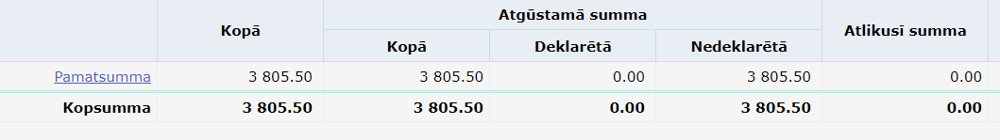 Kopā Atgūstamā summa Atlikusī summa
Kopā Deklarētā Nedeklarētā
Pamatsumma 3 805.50 3 805.50 0.00 3 805.50 0.00
Kopsumma 3 805.50 3 805.50 0.00 3 805.50 0.00